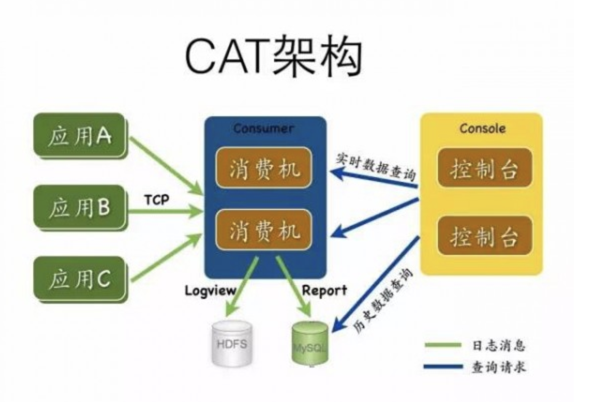 CAT架构
应用A
应用B
应用C
TCP
Consumer
消费机
消费机
实时数据查询
Console
控制台
控制台
Logview
Report
历史数据查询
HDFS
MySQL
日志消息
查询请求